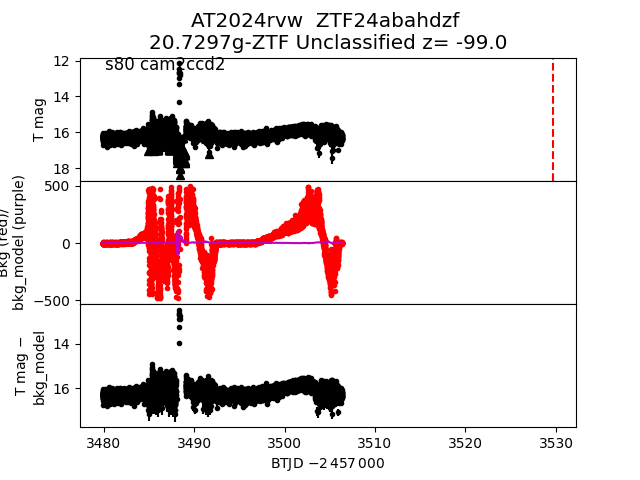 AT2024rvw ZTF24abahdzf
20.7297g-ZTF Unclassified z= -99.0
s80 cam2ccd2
12
14
16
18
T mag
500
0
−500
Bkg (red)/
bkg_model (purple)
14
16
T mag −
bkg_model
3480 3490 3500 3510 3520 3530
BTJD −2 457 000